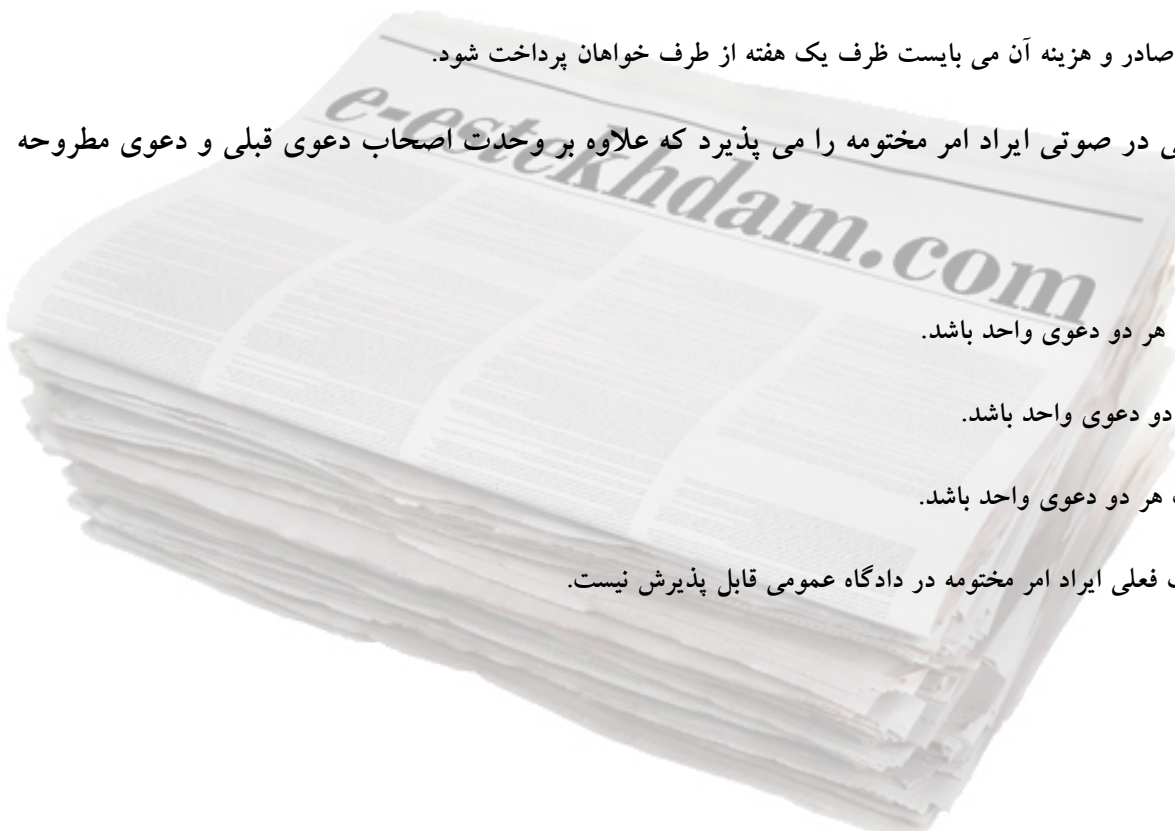 صادر و هزینه آن می بایست ظرف یک هفته از طرف خواهان پرداخت شود.
در صوتی ایراد امر مختومه را می پذیرد که علاوه بر وحدت اصحاب دعوی قبلی و دعوی مطروحه
e-estekhdam.com
هر دو دعوی واحد باشد.
دو دعوی واحد باشد.
هر دو دعوی واحد باشد.
فعلی ایراد امر مختومه در دادگاه عمومی قابل پذیرش نیست.